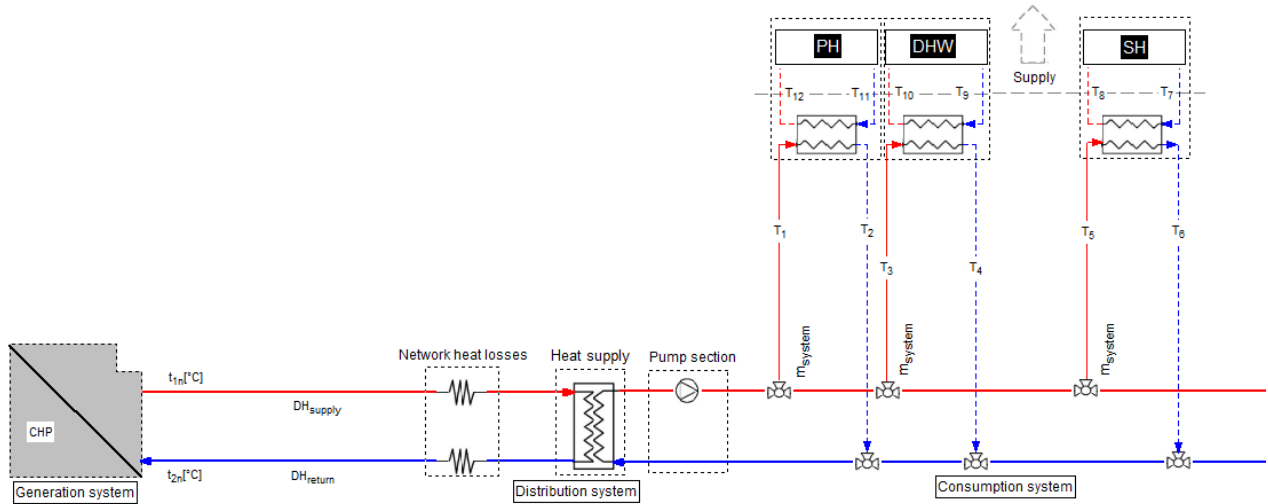 PH
DHW
SH
Supply
T12
T11
T10
T9
T8
T7
T1
T2
T3
T4
T5
T6
msystem
msystem
msystem
Network heat losses
Heat supply
Pump section
t1n[°C]
DHsupply
CHP
t2n[°C]
DHreturn
Generation system
Distribution system
Consumption system